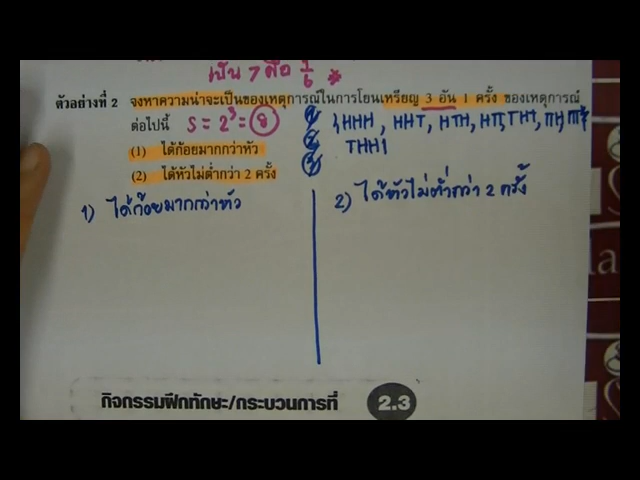 เป็น 7 คือ 1/6 *
ตัวอย่างที่ 2 จงหาความน่าจะเป็นของเหตุการณ์ในการโยนเหรียญ 3 อัน 1 ครั้ง ของเหตุการณ์
ต่อไปนี้ S = 2³ = 8 HHH, HHT, HTH,
(1) ได้ก้อยมากกว่าหัว THH
(2) ได้หัวไม่ต่ำกว่า 2 ครั้ง
1) ได้ก้อยมากกว่าหัว
2) ได้หัวไม่ต่ำกว่า 2 ครั้ง
กิจกรรมฝึกทักษะ/กระบวนการที่ 2.3